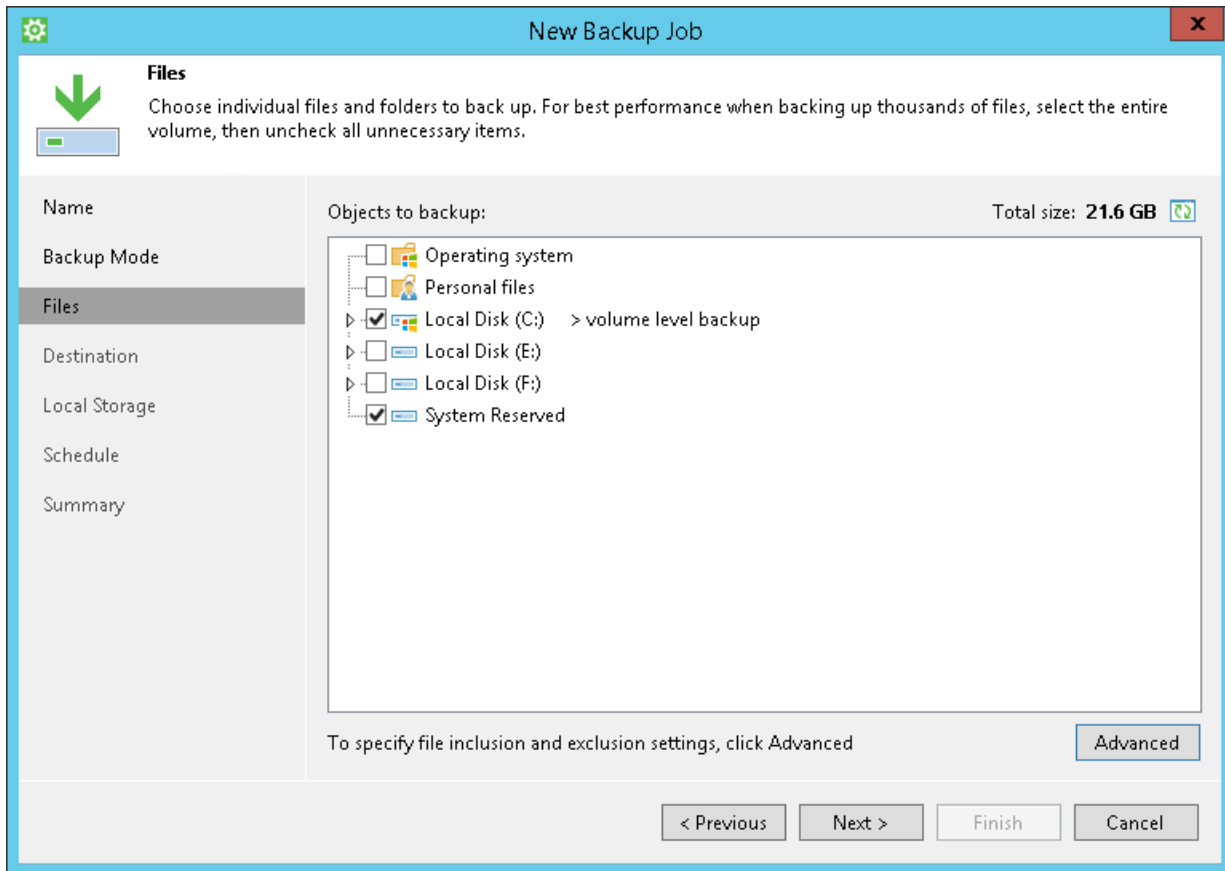 New Backup Job
x
Files
Choose individual files and folders to back up. For best performance when backing up thousands of files, select the entire
volume, then uncheck all unnecessary items.
Name
Backup Mode
Files
Destination
Local Storage
Schedule
Summary
Objects to backup:
Total size: 21.6 GB
Operating system
Personal files
Local Disk (C:) > volume level backup
Local Disk (E:)
Local Disk (F:)
System Reserved
To specify file inclusion and exclusion settings, click Advanced
Advanced
< Previous
Next >
Finish
Cancel